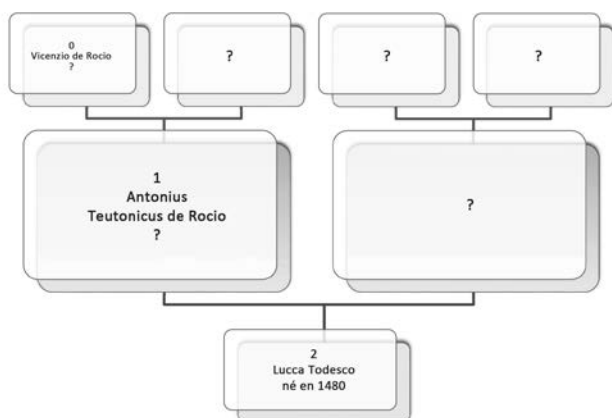 0
Vicenzio de Rocio
?
?
?
?
1
Antonius
Teutonicus de Rocio
?
?
2
Lucca Todesco
né en 1480